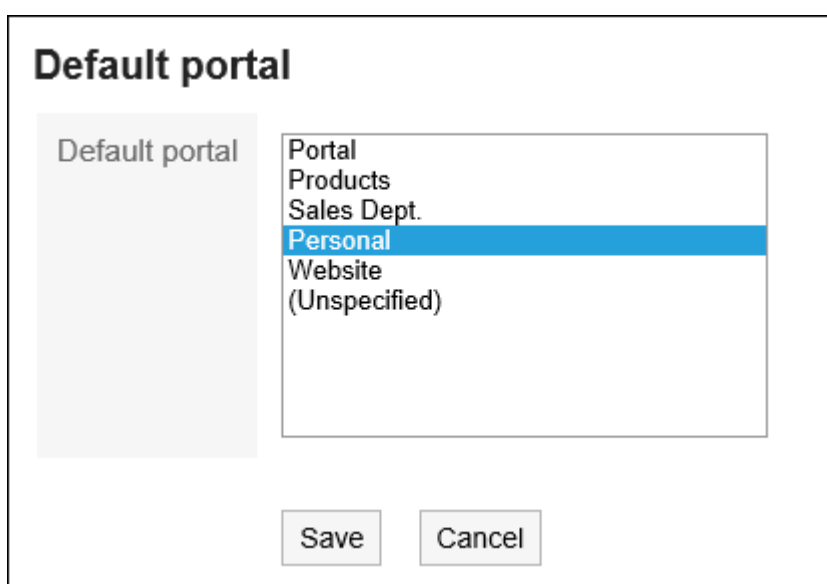 Default portal
Default portal
Portal
Products
Sales Dept.
Personal
Website
(Unspecified)
Save
Cancel